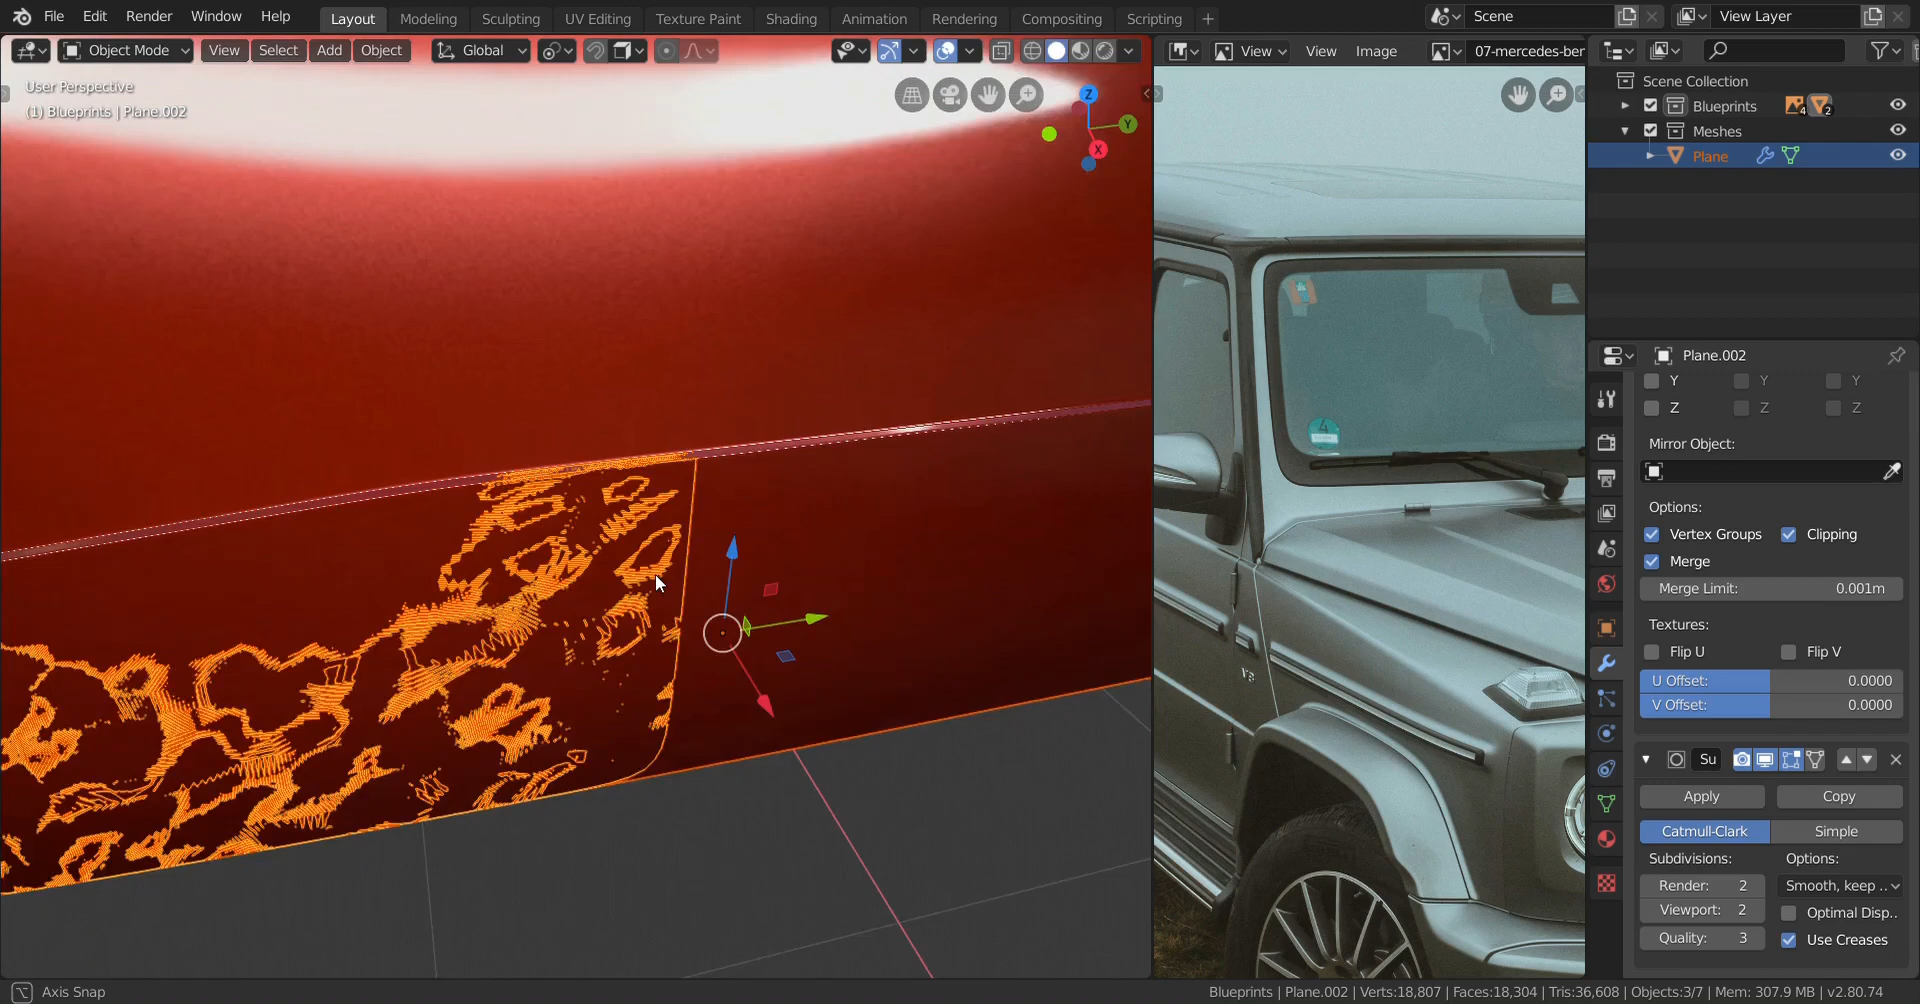 File Edit Render Window Help Layout Modeling Sculpting UV Editing Texture Paint Shading Animation Rendering Compositing Scripting + Scene View Layer
Object Mode View Select Add Object Global
User Perspective
(1) Blueprints | Plane.002
Z
Y
X
View View Image 07-mercedes-ber
4
V8
Scene Collection
Blueprints 4 2
Meshes
Plane
Plane.002
Y Y Y
Z Z Z
Mirror Object:
Options:
Vertex Groups Clipping
Merge
Merge Limit: 0.001m
Textures:
Flip U Flip V
U Offset: 0.0000
V Offset: 0.0000
Su
Apply Copy
Catmull-Clark Simple
Subdivisions: Options:
Render: 2 Smooth, keep ..
Viewport: 2 Optimal Disp..
Quality: 3 Use Creases
Axis Snap
Blueprints | Plane.002 | Verts:18,807 | Faces:18,304 | Tris:36,608 | Objects:3/7 | Mem: 307.9 MB | v2.80.74